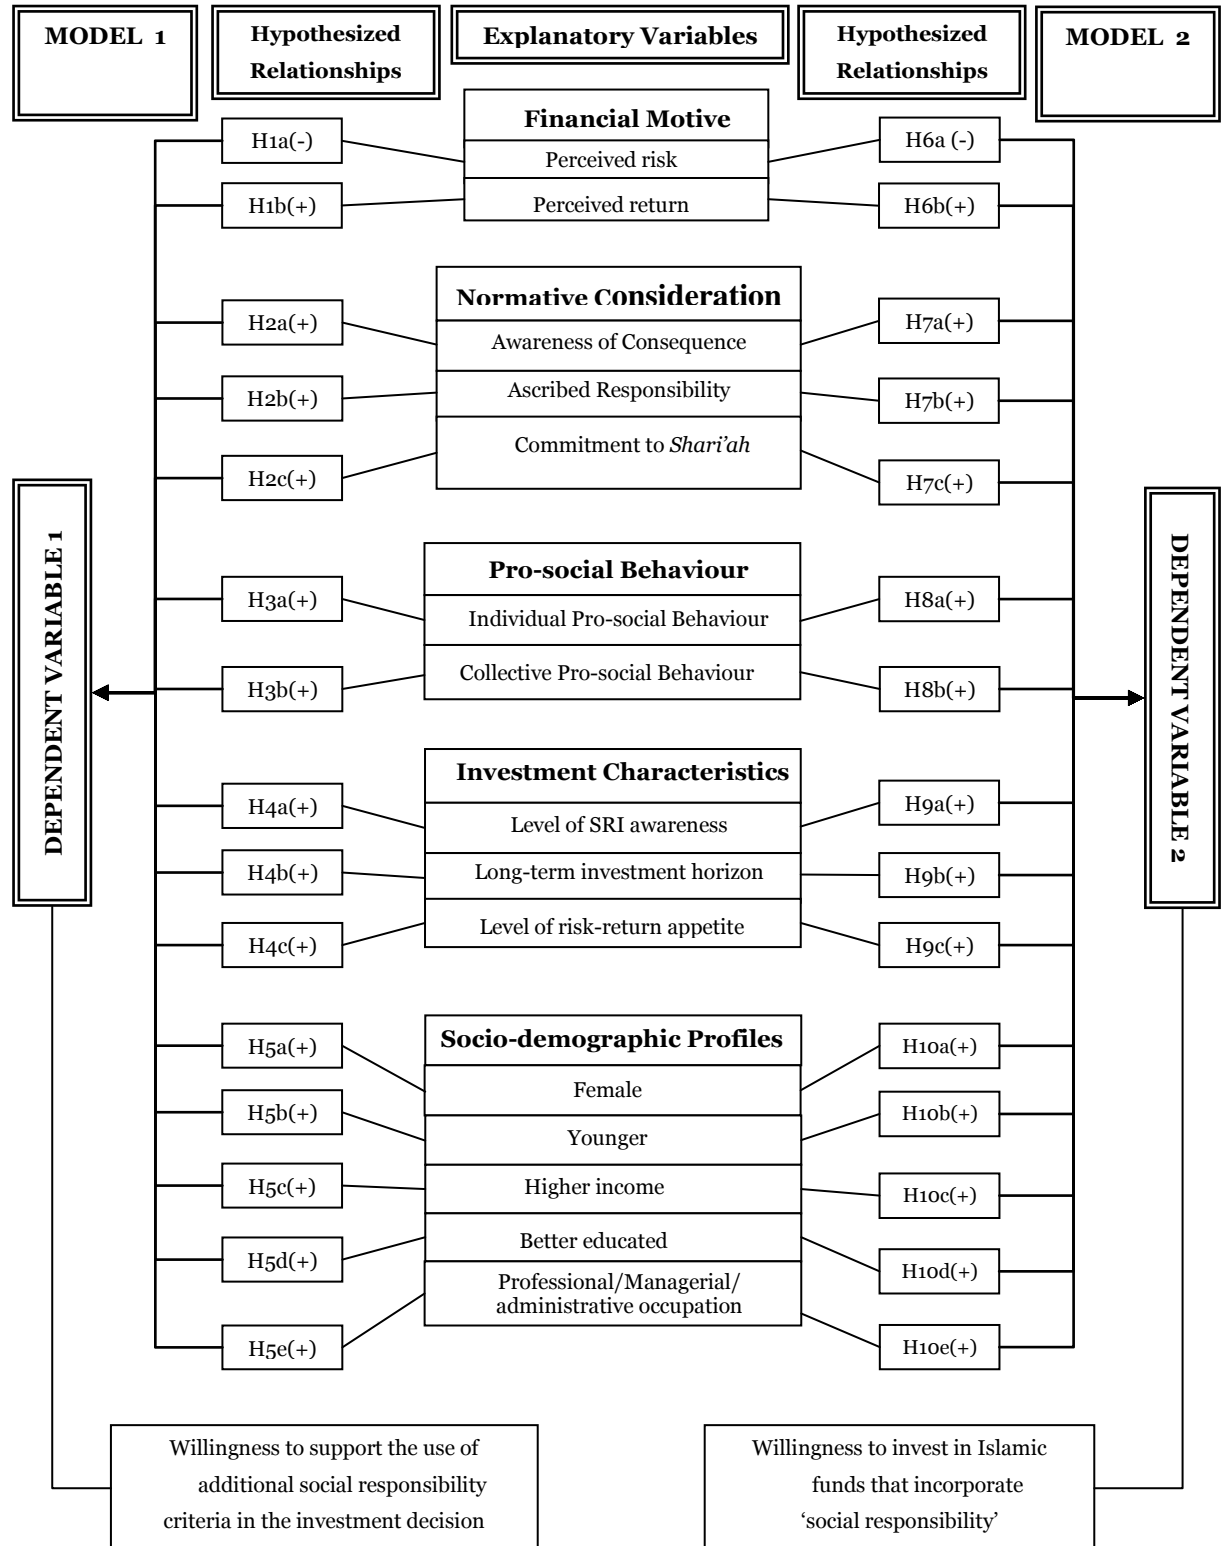 MODEL 1
Hypothesized
Relationships
Explanatory Variables
Hypothesized
Relationships
MODEL 2
Financial Motive
H1a(-)
Perceived risk
H6a (-)
H1b(+)
Perceived return
H6b(+)
Normative Consideration
H2a(+)
Awareness of Consequence
H7a(+)
H2b(+)
Ascribed Responsibility
H7b(+)
H2c(+)
Commitment to Shari’ah
H7c(+)
DEPENDENT VARIABLE 1
DEPENDENT VARIABLE 2
Pro-social Behaviour
H3a(+)
Individual Pro-social Behaviour
H8a(+)
H3b(+)
Collective Pro-social Behaviour
H8b(+)
Investment Characteristics
H4a(+)
Level of SRI awareness
H9a(+)
H4b(+)
Long-term investment horizon
H9b(+)
H4c(+)
Level of risk-return appetite
H9c(+)
Socio-demographic Profiles
H5a(+)
Female
H10a(+)
H5b(+)
Younger
H10b(+)
H5c(+)
Higher income
H10c(+)
H5d(+)
Better educated
H10d(+)
H5e(+)
Professional/Managerial/
administrative occupation
H10e(+)
Willingness to support the use of
additional social responsibility
criteria in the investment decision
Willingness to invest in Islamic
funds that incorporate
‘social responsibility’